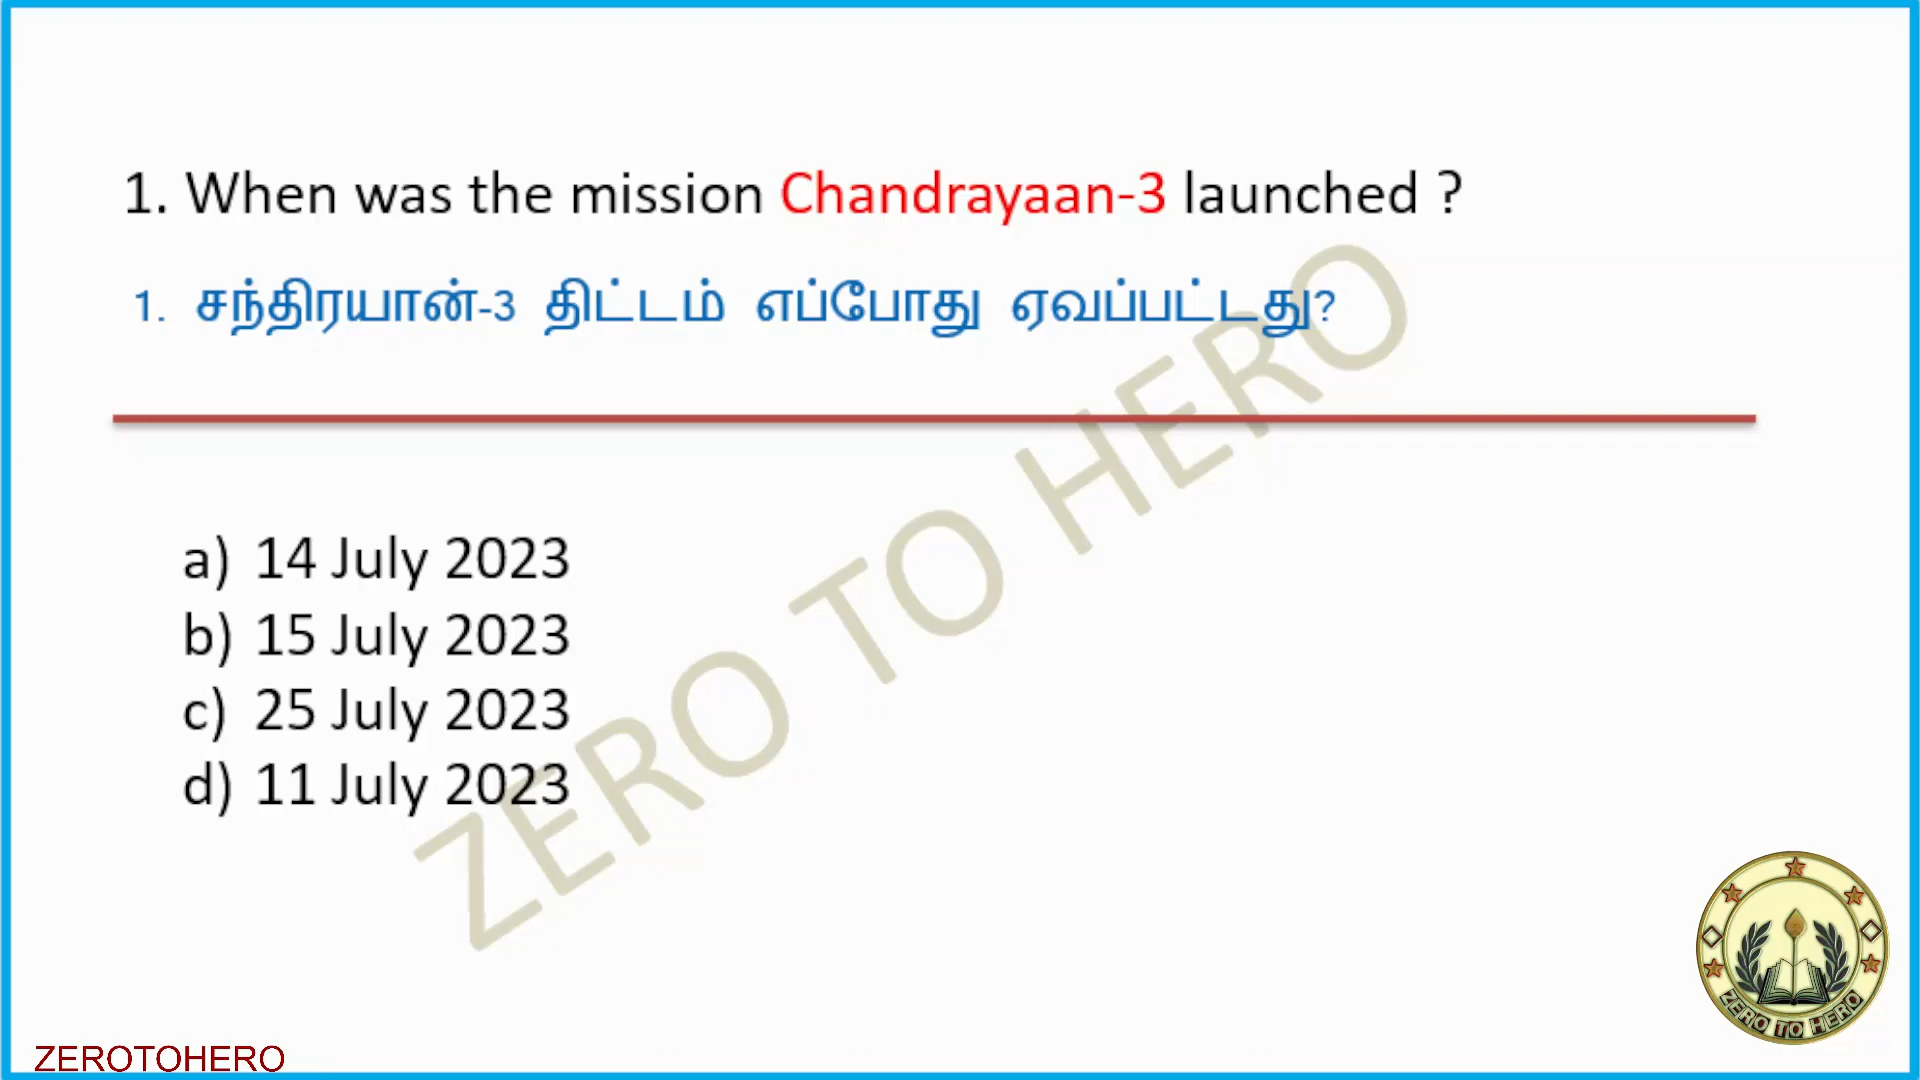 1. When was the mission Chandrayaan-3 launched ?
1. சந்திரயான்-3 திட்டம் எப்போது ஏவப்பட்டது?
a) 14 July 2023
b) 15 July 2023
c) 25 July 2023
d) 11 July 2023
ZERO TO HERO
ZERO TO HERO
ZEROTOHERO